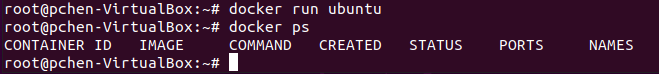 root@pchen-VirtualBox:~# docker run ubuntu
root@pchen-VirtualBox:~# docker ps
CONTAINER ID   IMAGE     COMMAND   CREATED   STATUS    PORTS     NAMES
root@pchen-VirtualBox:~#